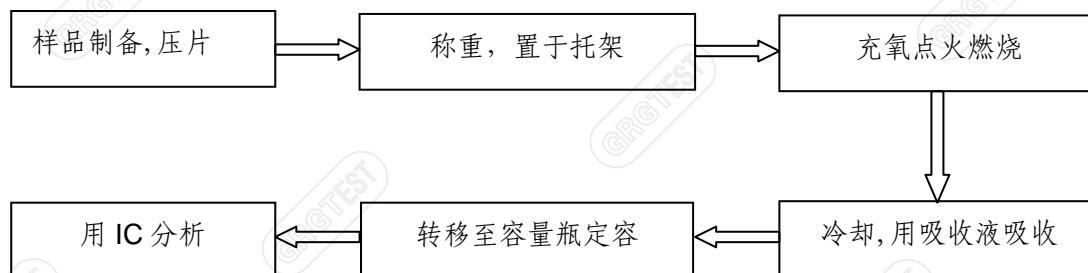 样品制备,压片
称重，置于托架
充氧点火燃烧
冷却,用吸收液吸收
转移至容量瓶定容
用 IC 分析
GRGTEST
GRGTEST